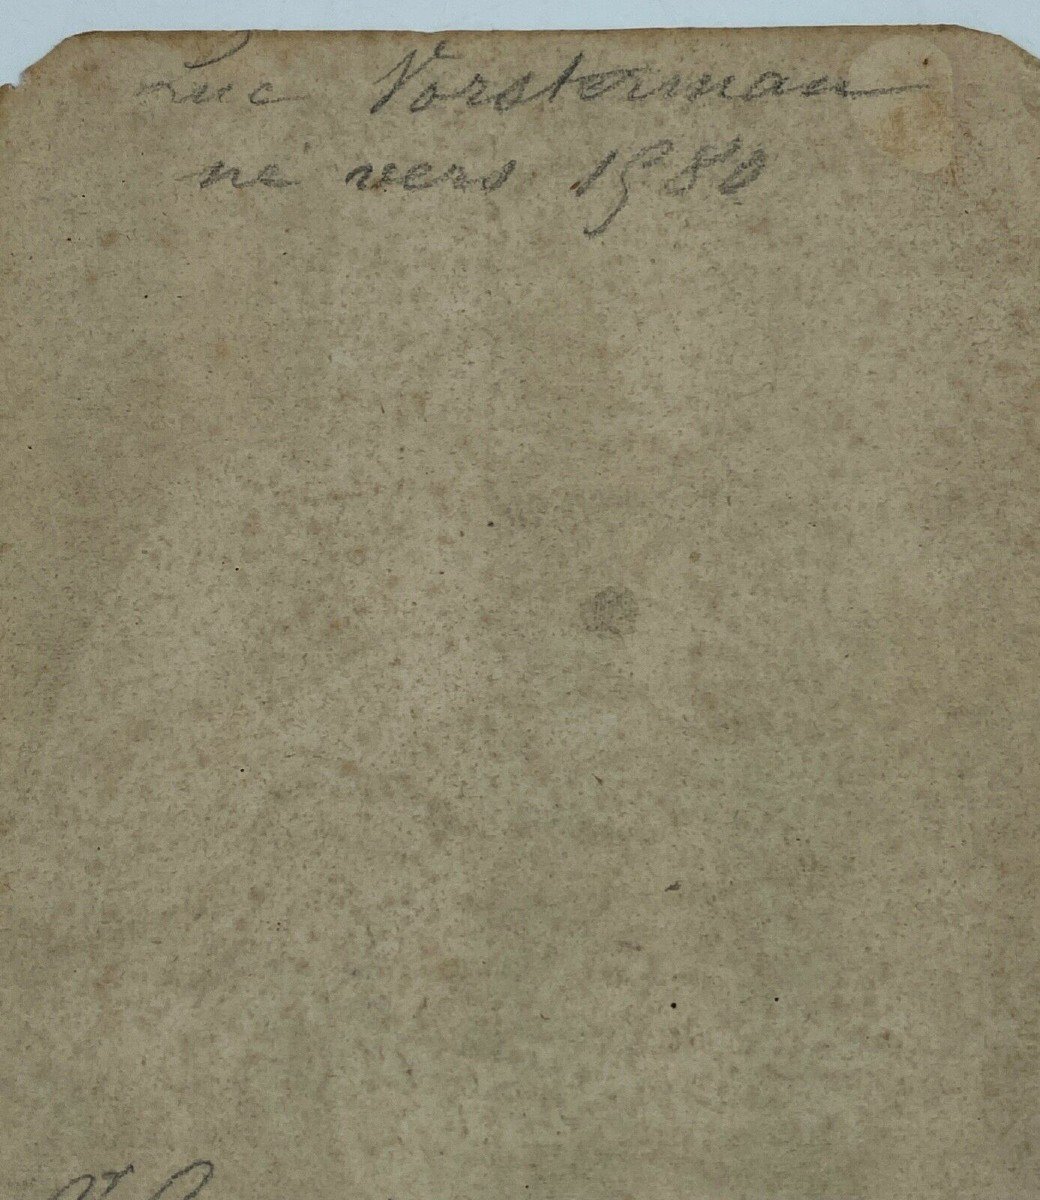 Luc Vorsterman
né vers 1580